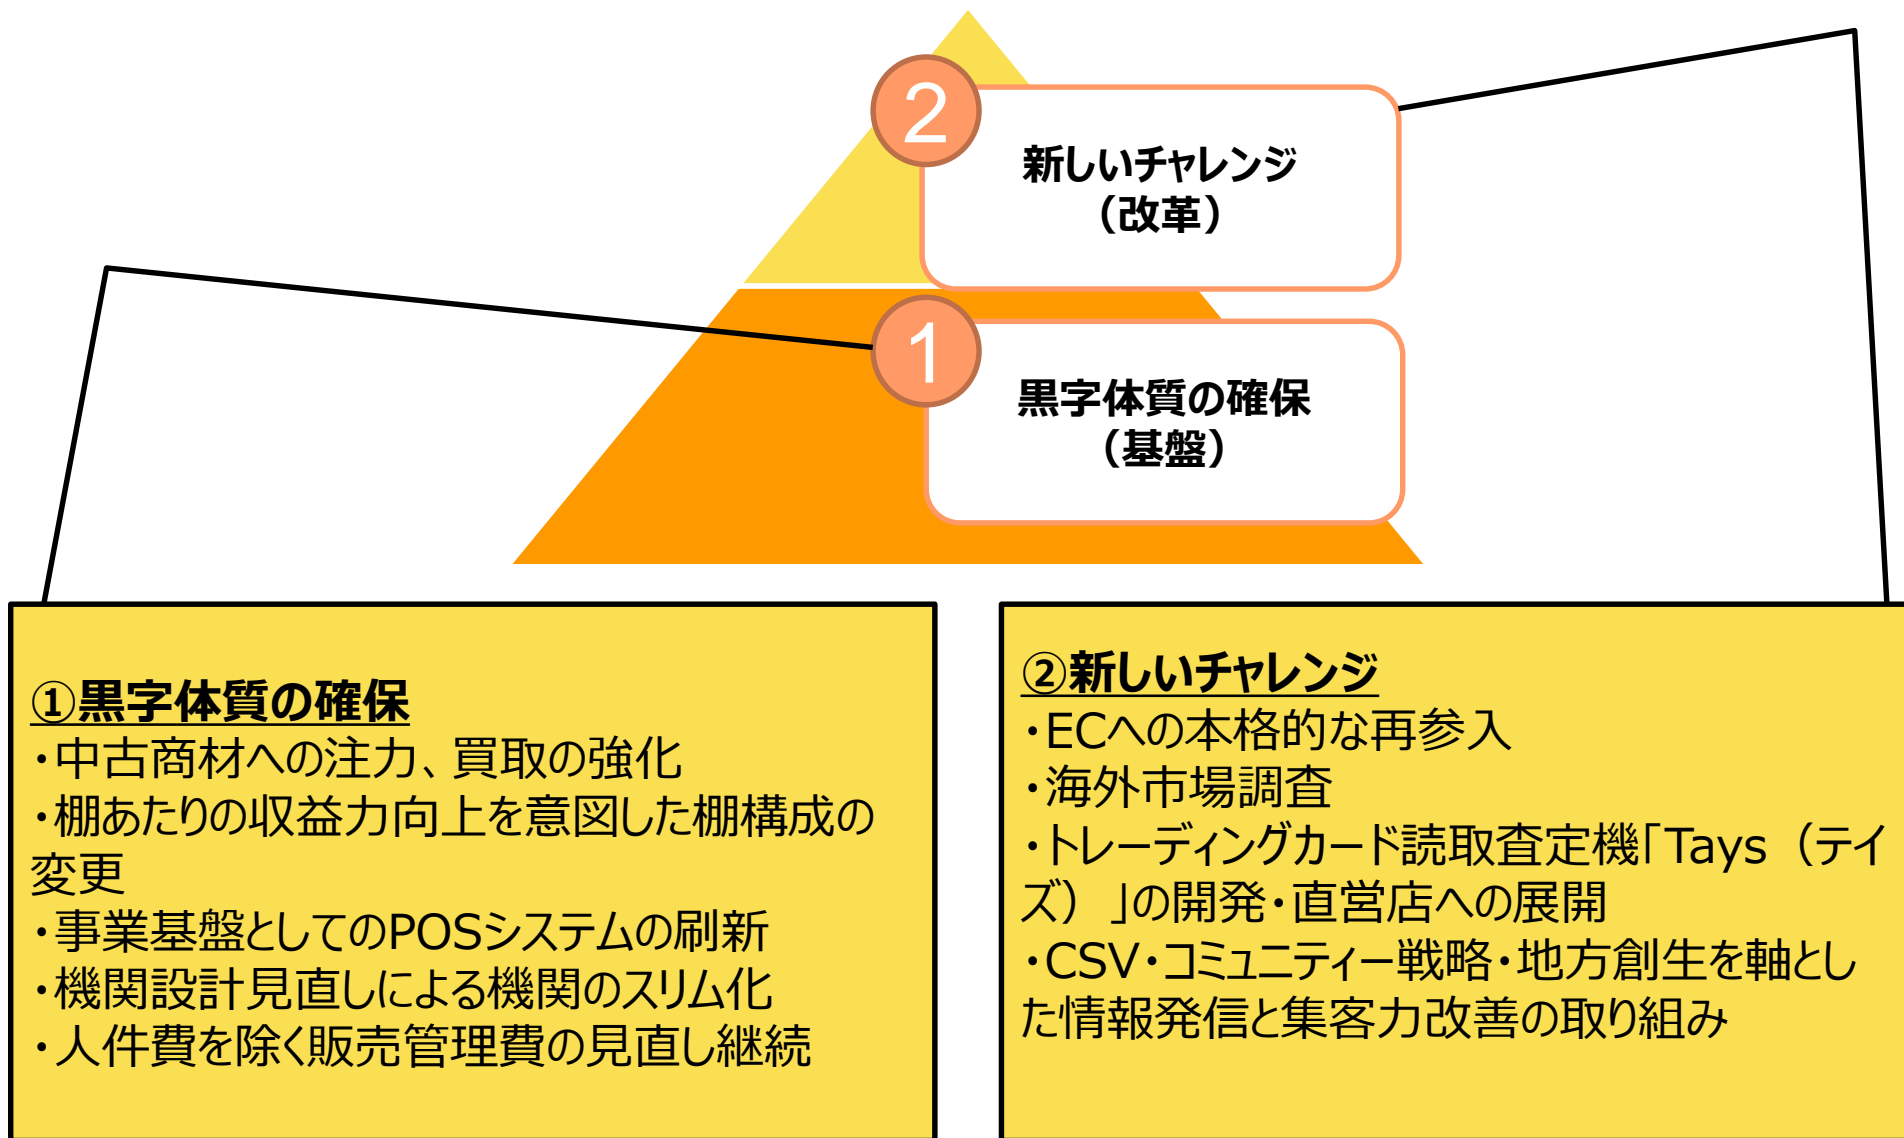 2
新しいチャレンジ
（改革）
1
黒字体質の確保
（基盤）
①黒字体質の確保
・中古商材への注力、買取の強化
・棚あたりの収益力向上を意図した棚構成の
変更
・事業基盤としてのPOSシステムの刷新
・機関設計見直しによる機関のスリム化
・人件費を除く販売管理費の見直し継続
②新しいチャレンジ
・ECへの本格的な再参入
・海外市場調査
・トレーディングカード読取査定機「Tays（テイ
ズ）」の開発・直営店への展開
・CSV・コミュニティー戦略・地方創生を軸とし
た情報発信と集客力改善の取り組み